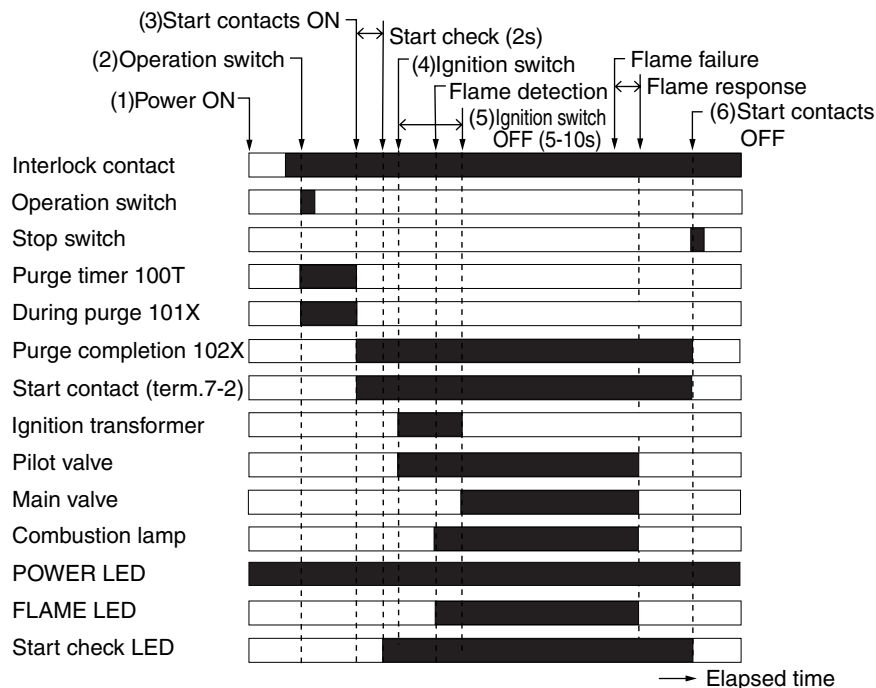 (3)Start contacts ON
Start check (2s)
(2)Operation switch
(4)Ignition switch
Flame failure
(1)Power ON
Flame detection
Flame response
(5)Ignition switch
OFF (5-10s)
(6)Start contacts
OFF
Interlock contact
Operation switch
Stop switch
Purge timer 100T
During purge 101X
Purge completion 102X
Start contact (term.7-2)
Ignition transformer
Pilot valve
Main valve
Combustion lamp
POWER LED
FLAME LED
Start check LED
Elapsed time